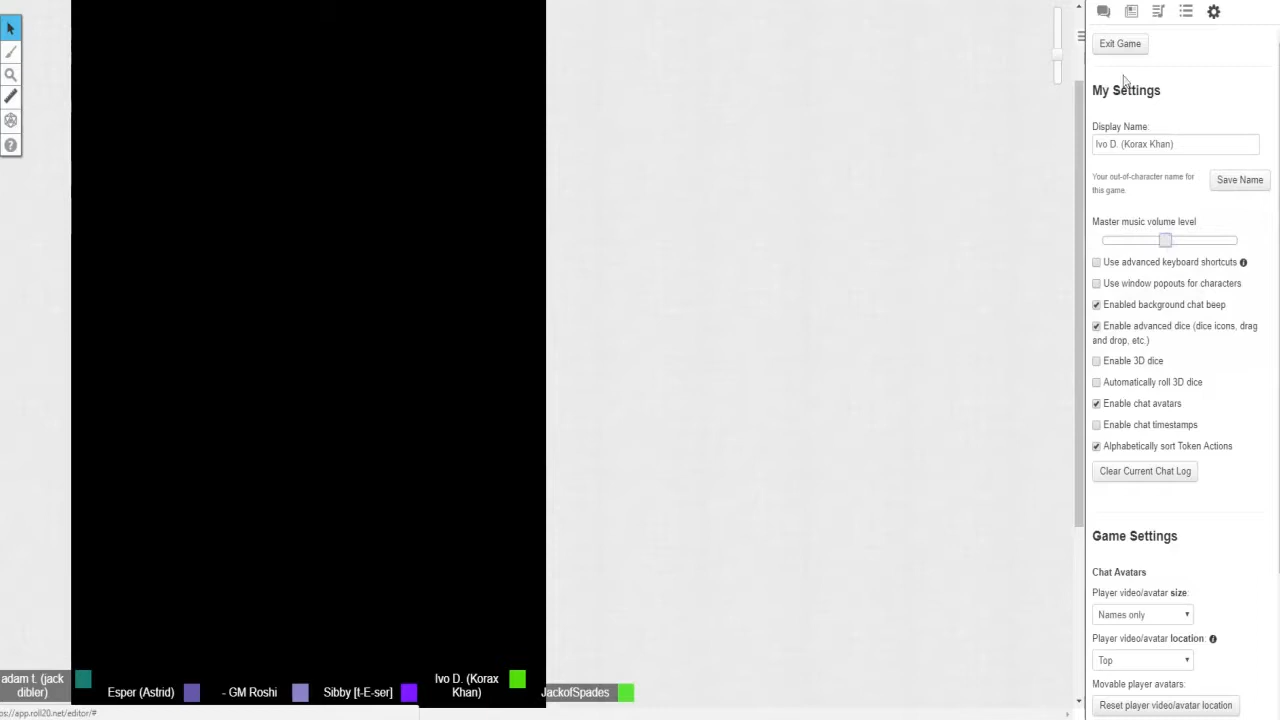 Exit Game
My Settings
Display Name:
Ivo D. (Korax Khan)
Your out-of-character name for
this game.
Save Name
Master music volume level
Use advanced keyboard shortcuts
Use window popouts for characters
Enabled background chat beep
Enable advanced dice (dice icons, drag
and drop, etc.)
Enable 3D dice
Automatically roll 3D dice
Enable chat avatars
Enable chat timestamps
Alphabetically sort Token Actions
Clear Current Chat Log
Game Settings
Chat Avatars
Player video/avatar size:
Names only
Player video/avatar location:
Top
Movable player avatars:
Reset player video/avatar location
adam t. (jack
dibler)
Esper (Astrid)
- GM Roshi
Sibby [t-E-ser]
Ivo D. (Korax
Khan)
JackofSpades
ps://app.roll20.net/editor/#